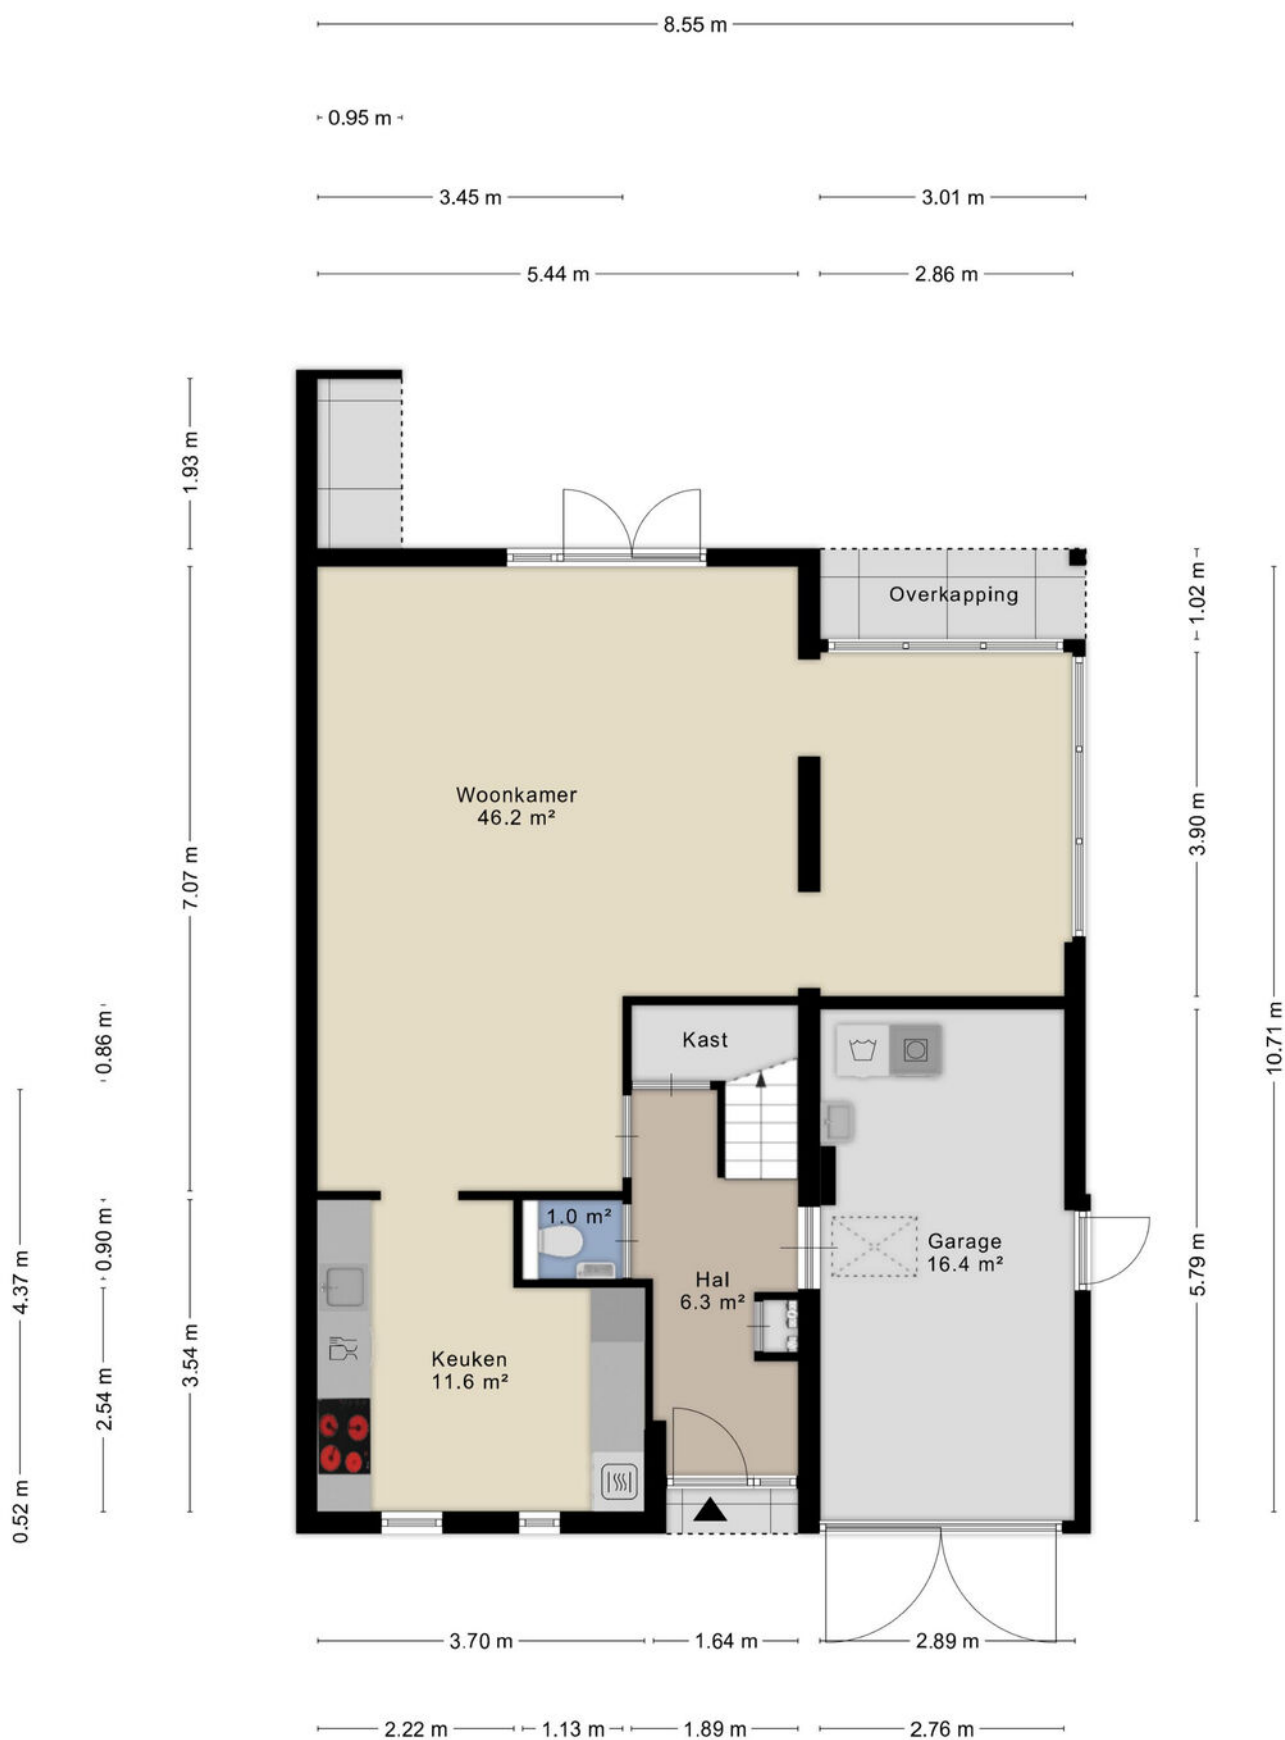 8.55 m
0.95 m
3.45 m
3.01 m
5.44 m
2.86 m
1.93 m
1.02 m
Overkapping
Woonkamer
46.2 m²
7.07 m
3.90 m
10.71 m
0.86 m
Kast
1.0 m²
0.90 m
4.37 m
Garage
16.4 m²
5.79 m
Hal
6.3 m²
Keuken
11.6 m²
3.54 m
2.54 m
0.52 m
3.70 m
1.64 m
2.89 m
2.22 m
1.13 m
1.89 m
2.76 m